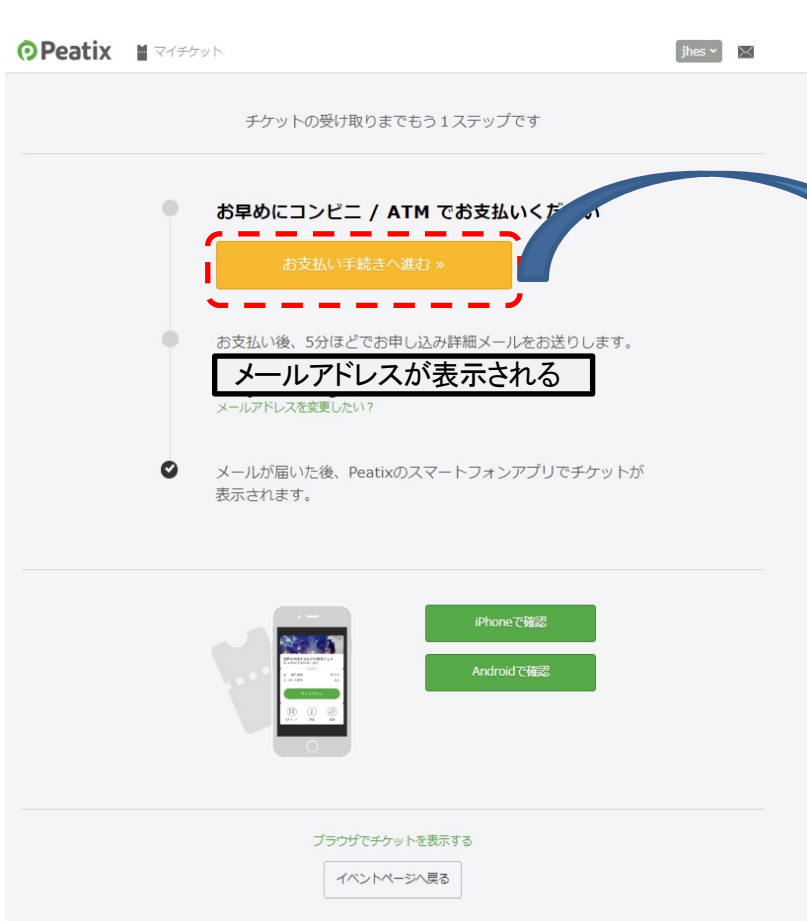 Peatix マイチケット jhes
チケットの受け取りまでもう1ステップです
お早めにコンビニ / ATM でお支払いください
お支払い手続きへ進む »
お支払い後、5分ほどでお申し込み詳細メールをお送りします。
メールアドレスが表示される
メールアドレスを変更したい？
メールが届いた後、Peatixのスマートフォンアプリでチケットが
表示されます。
iPhoneで確認
Androidで確認
ブラウザでチケットを表示する
イベントページへ戻る